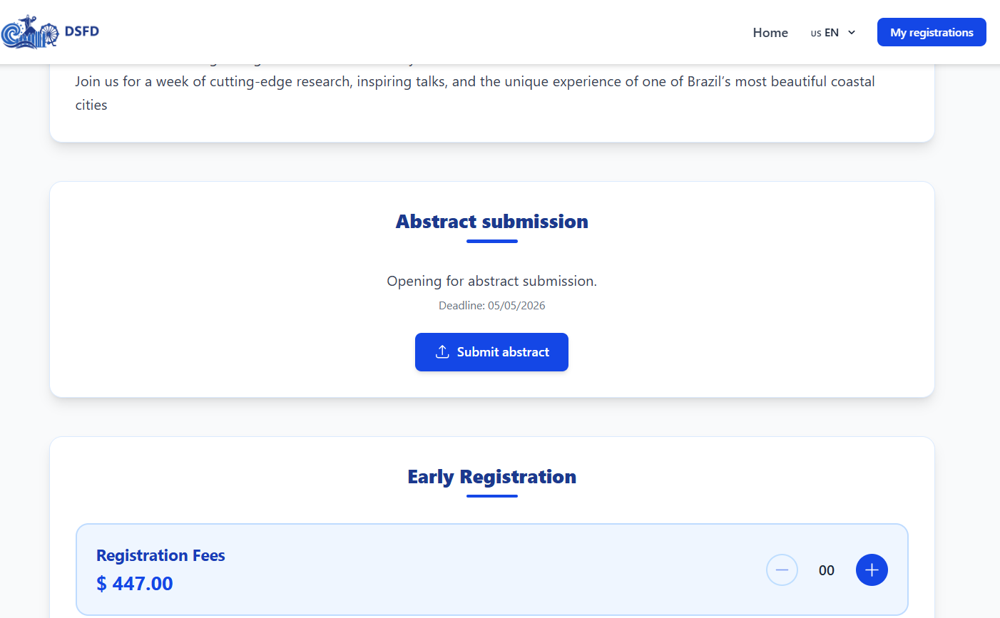 DSFD
Home
US EN
My registrations
Join us for a week of cutting-edge research, inspiring talks, and the unique experience of one of Brazil’s most beautiful coastal
cities
Abstract submission
Opening for abstract submission.
Deadline: 05/05/2026
Submit abstract
Early Registration
Registration Fees
$ 447.00
00